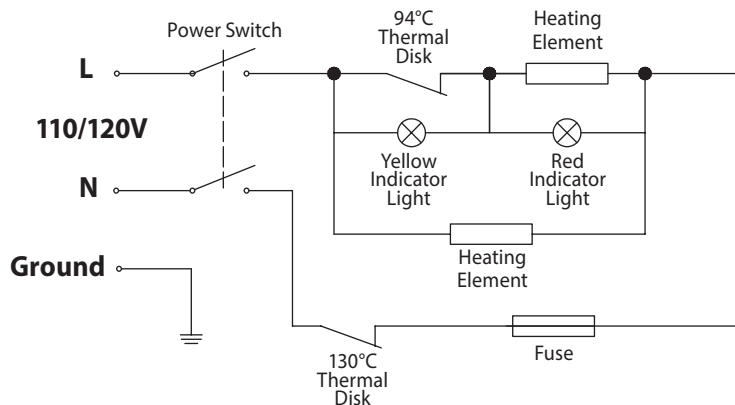 Power Switch
94°C
Thermal
Disk
Heating
Element
L
110/120V
Yellow
Indicator
Light
Red
Indicator
Light
N
Heating
Element
Ground
130°C
Thermal
Disk
Fuse